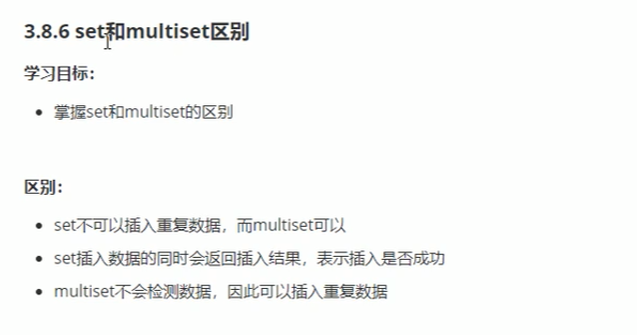 3.8.6 set和multiset区别
学习目标：
掌握set和multiset的区别
区别：
set不可以插入重复数据，而multiset可以
set插入数据的同时会返回插入结果，表示插入是否成功
multiset不会检测数据，因此可以插入重复数据